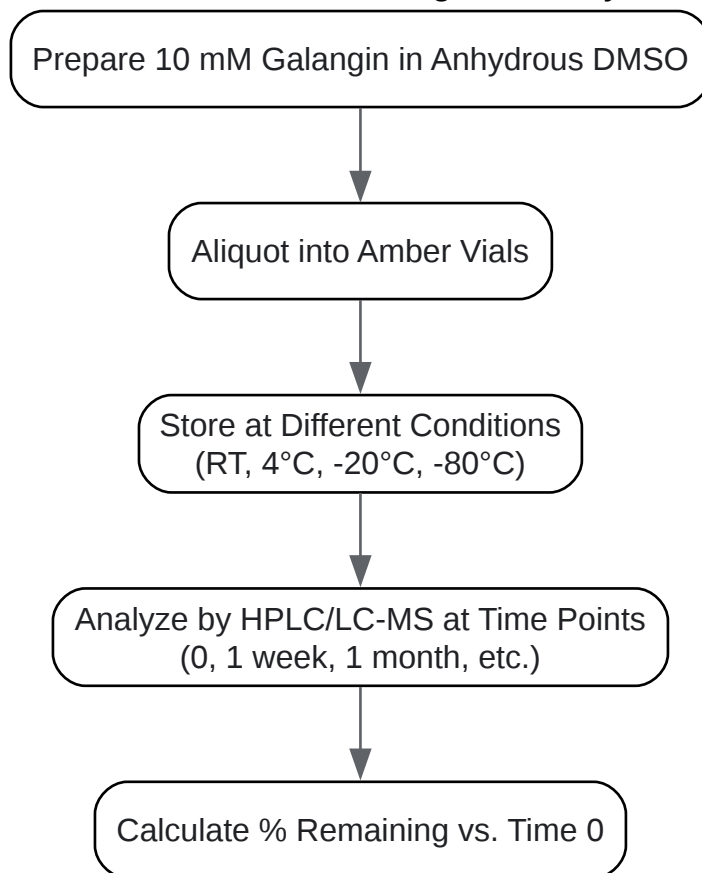 Prepare 10 mM Galangin in Anhydrous DMSO
Aliquot into Amber Vials
Store at Different Conditions
(RT, 4°C, -20°C, -80°C)
Analyze by HPLC/LC-MS at Time Points
(0, 1 week, 1 month, etc.)
Calculate % Remaining vs. Time 0